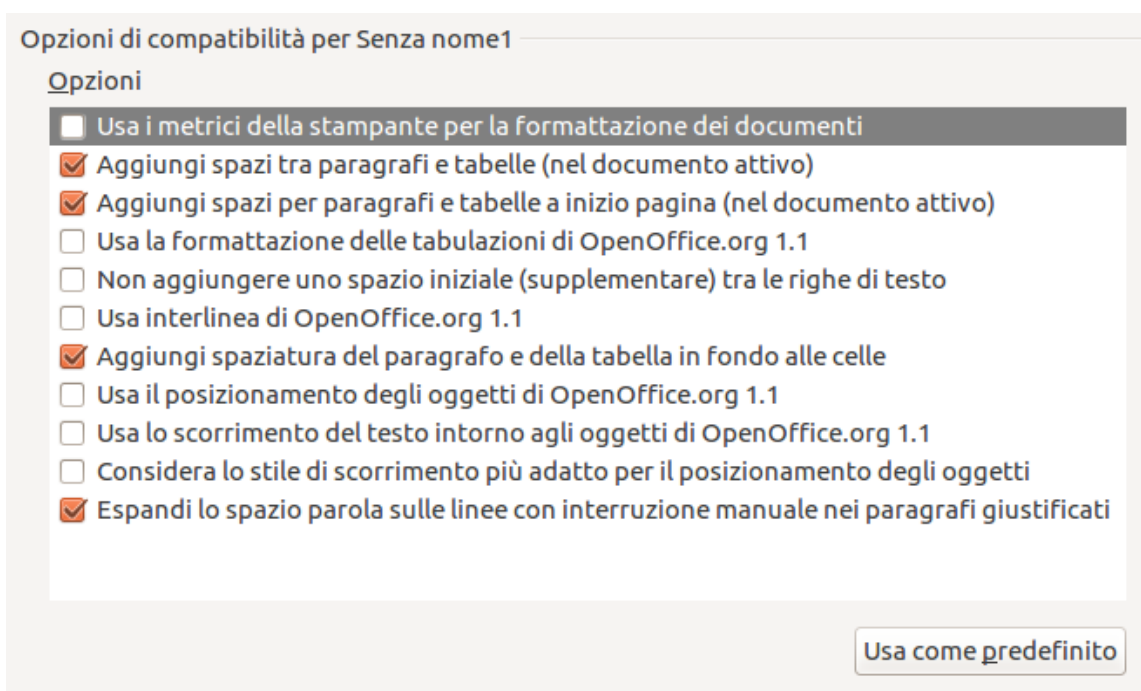 Opzioni di compatibilità per Senza nome1
Opzioni
Usa i metrici della stampante per la formattazione dei documenti
Aggiungi spazi tra paragrafi e tabelle (nel documento attivo)
Aggiungi spazi per paragrafi e tabelle a inizio pagina (nel documento attivo)
Usa la formattazione delle tabulazioni di OpenOffice.org 1.1
Non aggiungere uno spazio iniziale (supplementare) tra le righe di testo
Usa interlinea di OpenOffice.org 1.1
Aggiungi spaziatura del paragrafo e della tabella in fondo alle celle
Usa il posizionamento degli oggetti di OpenOffice.org 1.1
Usa lo scorrimento del testo intorno agli oggetti di OpenOffice.org 1.1
Considera lo stile di scorrimento più adatto per il posizionamento degli oggetti
Espandi lo spazio parola sulle linee con interruzione manuale nei paragrafi giustificati
Usa come predefinito